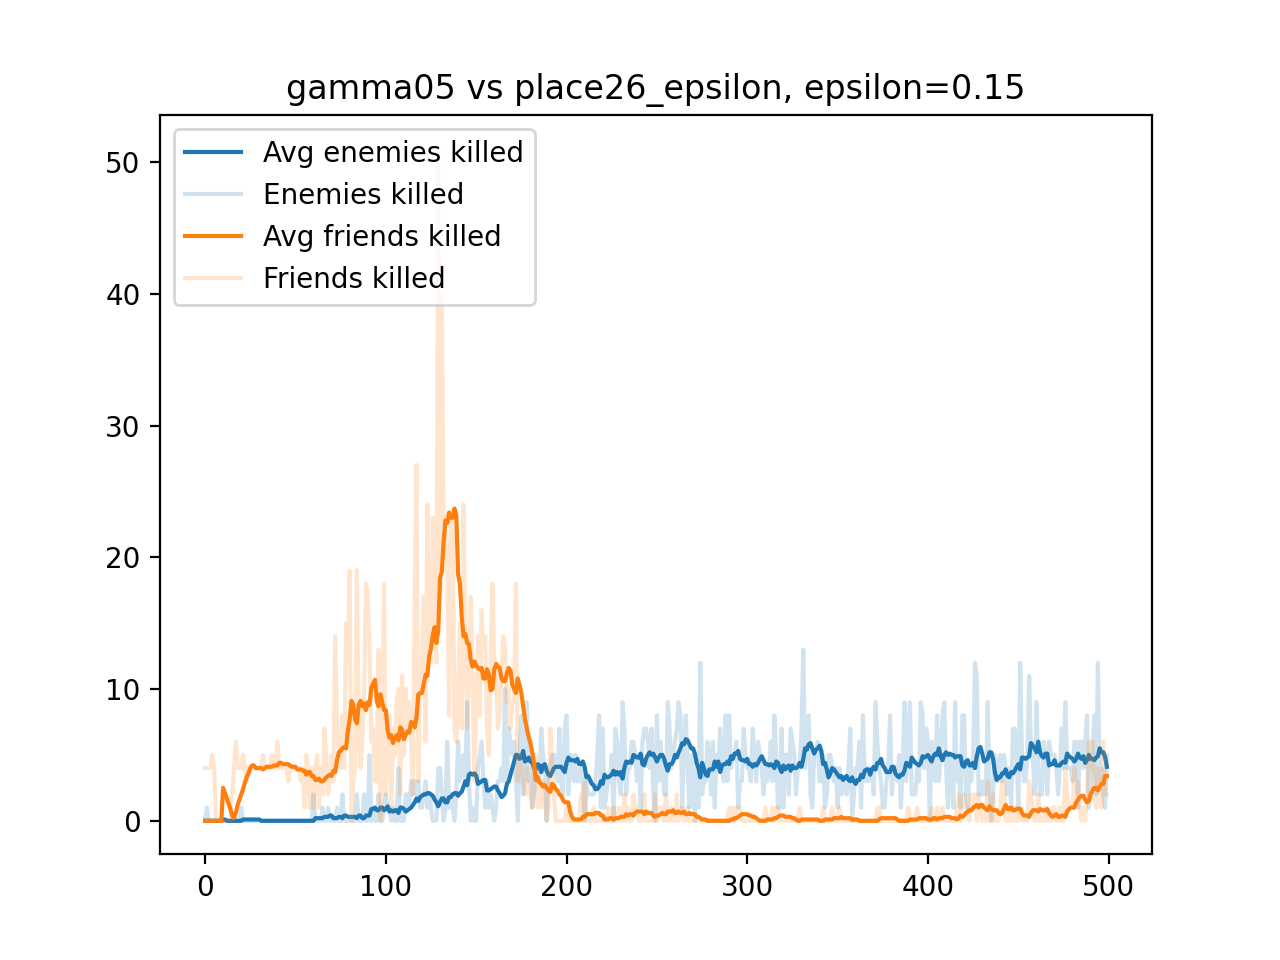 gamma05 vs place26_epsilon, epsilon=0.15
Avg enemies killed
Enemies killed
Avg friends killed
Friends killed
50
40
30
20
10
0
0 100 200 300 400 500